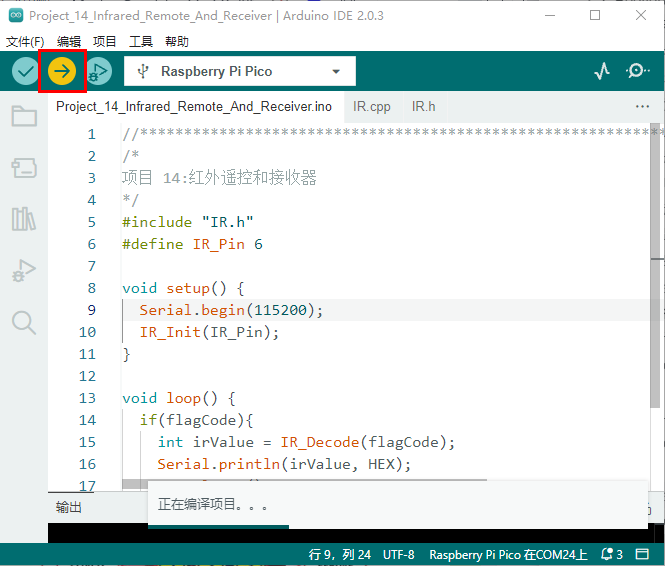 Project_14_Infrared_Remote_And_Receiver | Arduino IDE 2.0.3
文件(F) 编辑 项目 工具 帮助
Raspberry Pi Pico
Project_14_Infrared_Remote_And_Receiver.ino IR.cpp IR.h
1 //************************************************************
2 /*
3 项目 14:红外遥控和接收器
4 */
5 #include "IR.h"
6 #define IR_Pin 6
7
8 void setup() {
9 Serial.begin(115200);
10 IR_Init(IR_Pin);
11 }
12
13 void loop() {
14 if(flagCode){
15 int irValue = IR_Decode(flagCode);
16 Serial.println(irValue, HEX);
17
输出
正在编译项目。。。
行 9，列 24 UTF-8 Raspberry Pi Pico 在COM24上 3